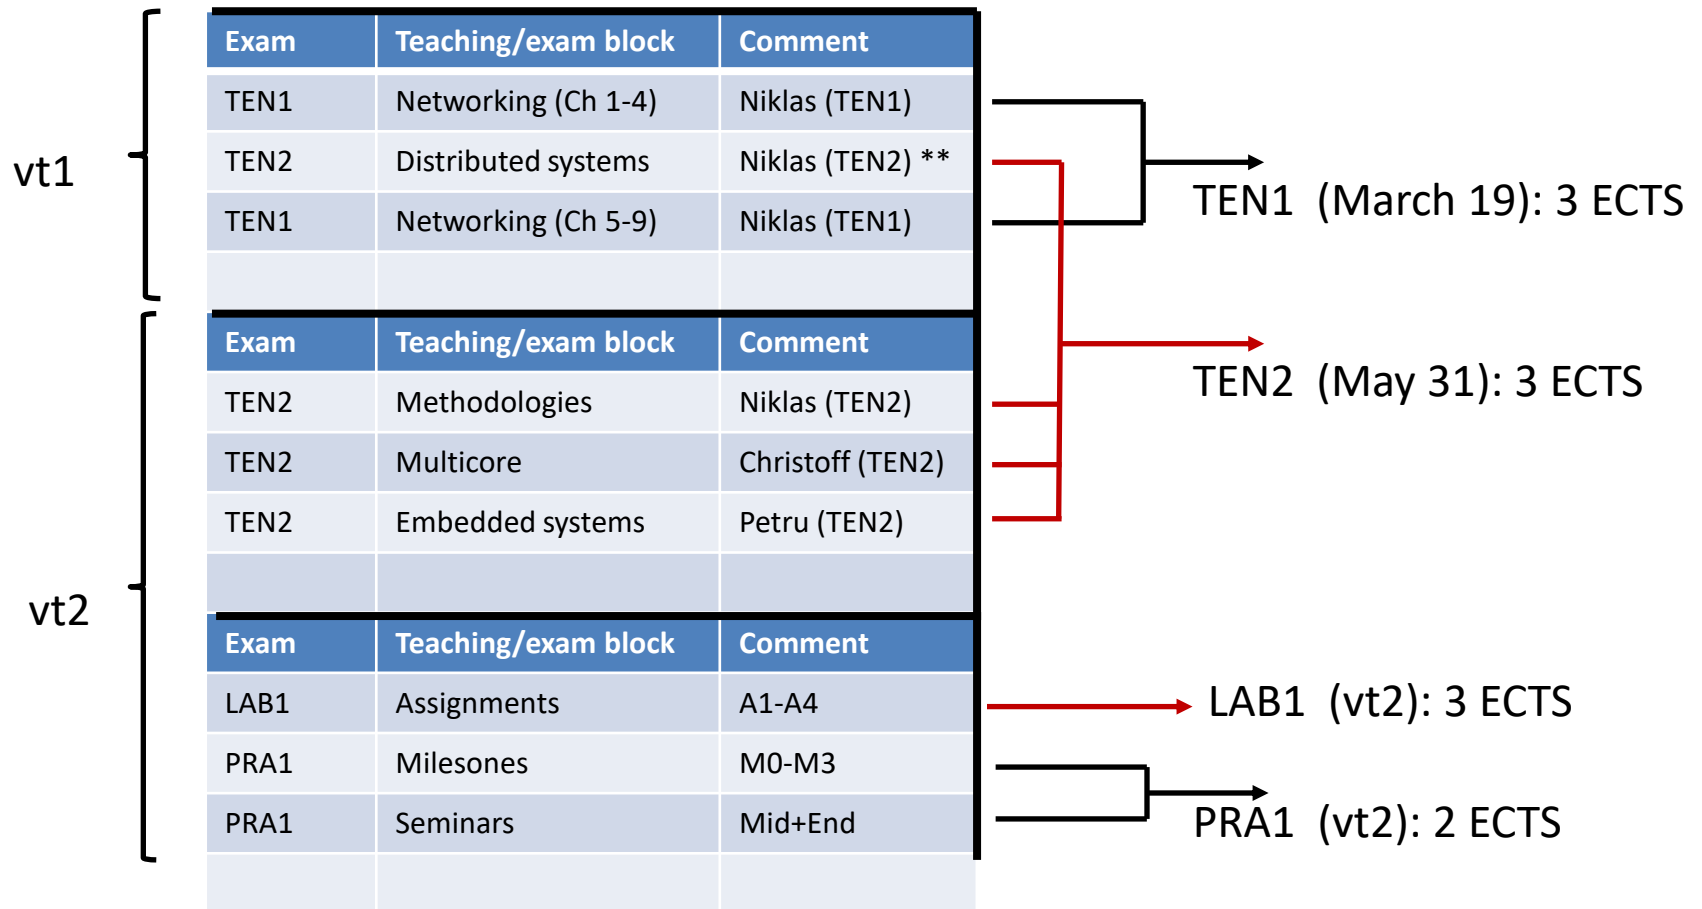 vt1
Exam Teaching/exam block Comment
TEN1 Networking (Ch 1-4) Niklas (TEN1)
TEN2 Distributed systems Niklas (TEN2) **
TEN1 Networking (Ch 5-9) Niklas (TEN1)
TEN1 (March 19): 3 ECTS
vt2
Exam Teaching/exam block Comment
TEN2 Methodologies Niklas (TEN2)
TEN2 Multicore Christoff (TEN2)
TEN2 Embedded systems Petru (TEN2)
TEN2 (May 31): 3 ECTS
Exam Teaching/exam block Comment
LAB1 Assignments A1-A4
PRA1 Milesones M0-M3
PRA1 Seminars Mid+End
LAB1 (vt2): 3 ECTS
PRA1 (vt2): 2 ECTS